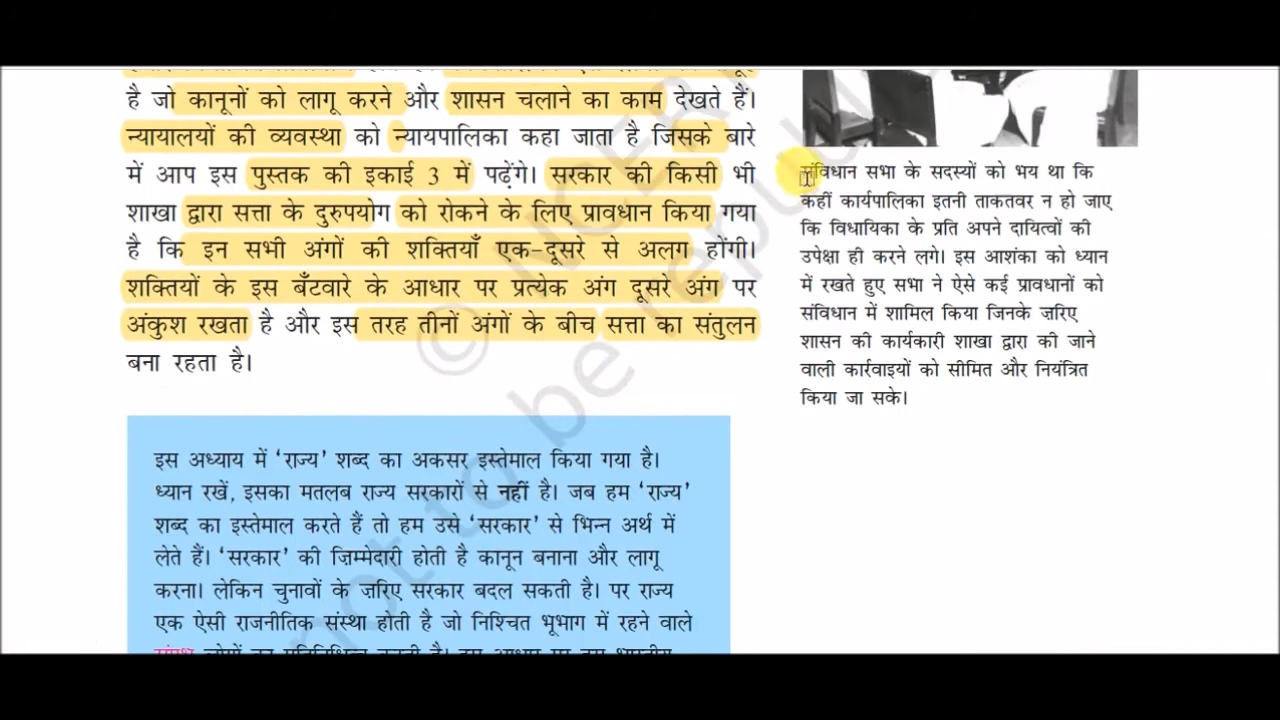 है जो कानूनों को लागू करने और शासन चलाने का काम देखते हैं।
न्यायालयों की व्यवस्था को न्यायपालिका कहा जाता है जिसके बारे
में आप इस पुस्तक की इकाई 3 में पढ़ेंगे। सरकार की किसी भी
शाखा द्वारा सत्ता के दुरुपयोग को रोकने के लिए प्रावधान किया गया
है कि इन सभी अंगों की शक्तियाँ एक-दूसरे से अलग होंगी।
शक्तियों के इस बँटवारे के आधार पर प्रत्येक अंग दूसरे अंग पर
अंकुश रखता है और इस तरह तीनों अंगों के बीच सत्ता का संतुलन
बना रहता है।
इस अध्याय में ‘राज्य’ शब्द का अकसर इस्तेमाल किया गया है।
ध्यान रखें, इसका मतलब राज्य सरकारों से नहीं है। जब हम ‘राज्य’
शब्द का इस्तेमाल करते हैं तो हम उसे ‘सरकार’ से भिन्न अर्थ में
लेते हैं। ‘सरकार’ की ज़िम्मेदारी होती है कानून बनाना और लागू
करना। लेकिन चुनावों के ज़रिए सरकार बदल सकती है। पर राज्य
एक ऐसी राजनीतिक संस्था होती है जो निश्चित भूभाग में रहने वाले
संविधान सभा के सदस्यों को भय था कि
कहीं कार्यपालिका इतनी ताकतवर न हो जाए
कि विधायिका के प्रति अपने दायित्वों की
उपेक्षा ही करने लगे। इस आशंका को ध्यान
में रखते हुए सभा ने ऐसे कई प्रावधानों को
संविधान में शामिल किया जिनके ज़रिए
शासन की कार्यकारी शाखा द्वारा की जाने
वाली कार्रवाइयों को सीमित और नियंत्रित
किया जा सके।
© NCERT
not to be republ